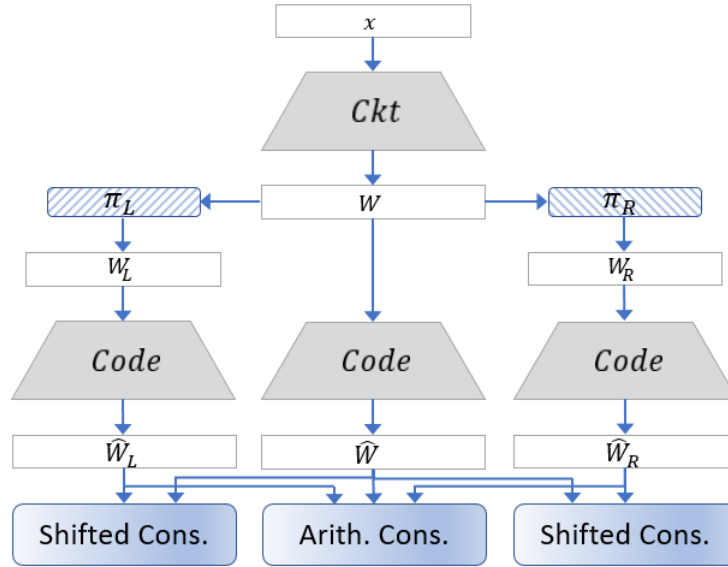 x
Ckt
π_L W π_R
W_L W_R
Code Code Code
Ŵ_L Ŵ Ŵ_R
Shifted Cons. Arith. Cons. Shifted Cons.